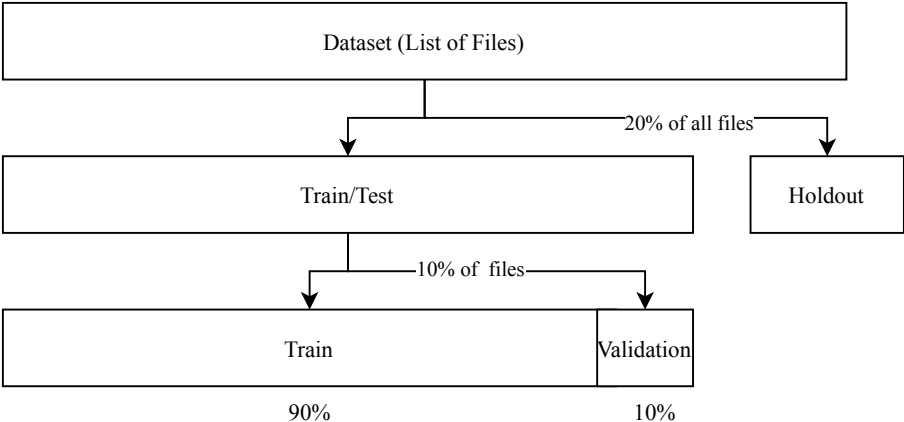 Dataset (List of Files)
20% of all files
Train/Test
Holdout
10% of files
Train
Validation
90%
10%